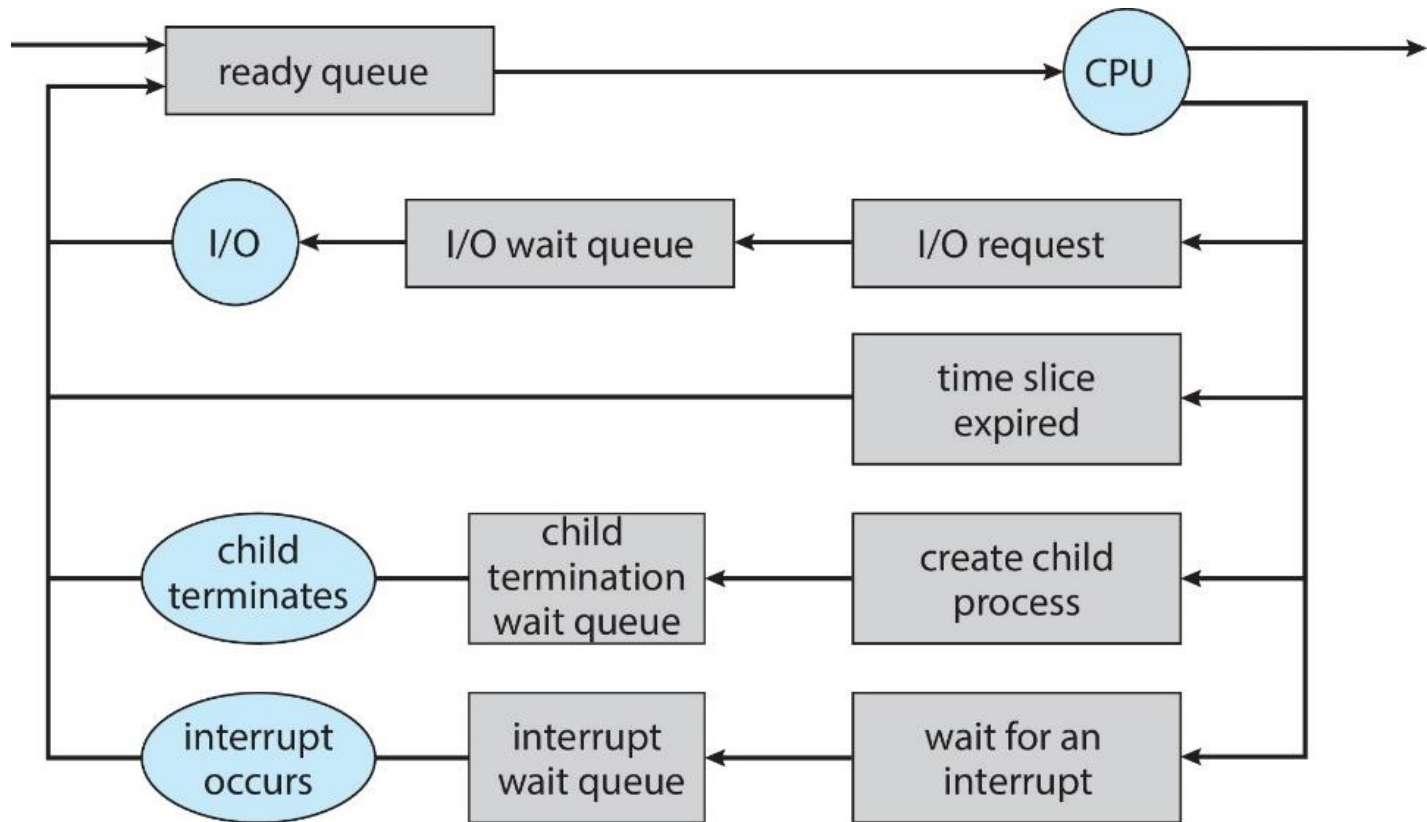 ready queue
CPU
I/O
I/O wait queue
I/O request
time slice
expired
child
terminates
child
termination
wait queue
create child
process
interrupt
occurs
interrupt
wait queue
wait for an
interrupt